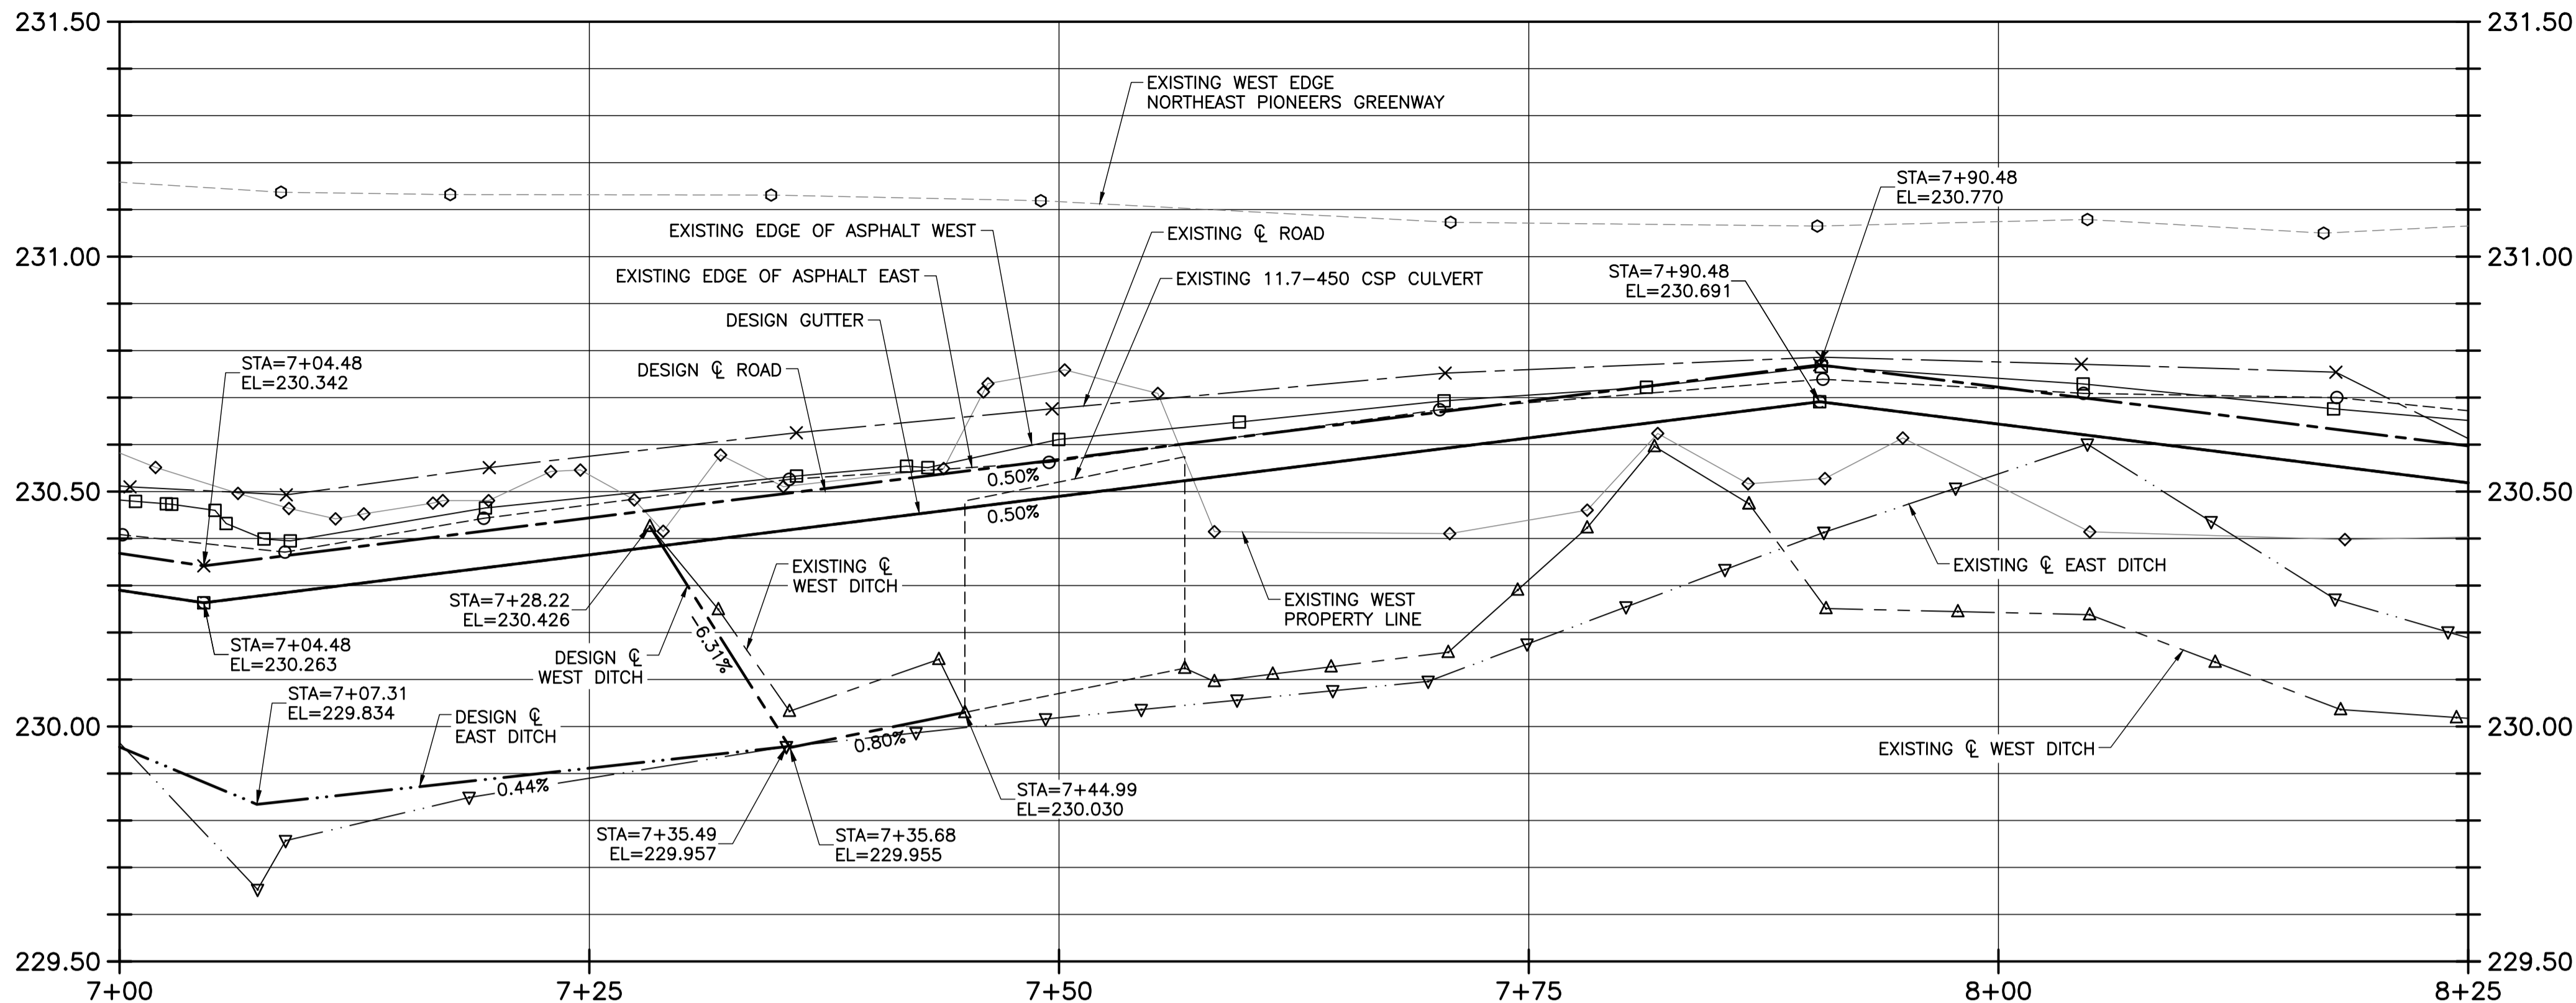 231.50
231.50
EXISTING WEST EDGE
NORTHEAST PIONEERS GREENWAY
STA=7+90.48
EL=230.770
EXISTING EDGE OF ASPHALT WEST
EXISTING ℄ ROAD
231.00
231.00
EXISTING EDGE OF ASPHALT EAST
EXISTING 11.7-450 CSP CULVERT
STA=7+90.48
EL=230.691
DESIGN GUTTER
STA=7+04.48
EL=230.342
DESIGN ℄ ROAD
0.50%
230.50
230.50
0.50%
EXISTING ℄
WEST DITCH
EXISTING ℄ EAST DITCH
STA=7+28.22
EL=230.426
EXISTING WEST
PROPERTY LINE
-6.31%
STA=7+04.48
EL=230.263
DESIGN ℄
WEST DITCH
STA=7+07.31
EL=229.834
DESIGN ℄
EAST DITCH
230.00
230.00
0.80%
EXISTING ℄ WEST DITCH
0.44%
STA=7+44.99
EL=230.030
STA=7+35.49
EL=229.957
STA=7+35.68
EL=229.955
229.50
229.50
7+00
7+25
7+50
7+75
8+00
8+25